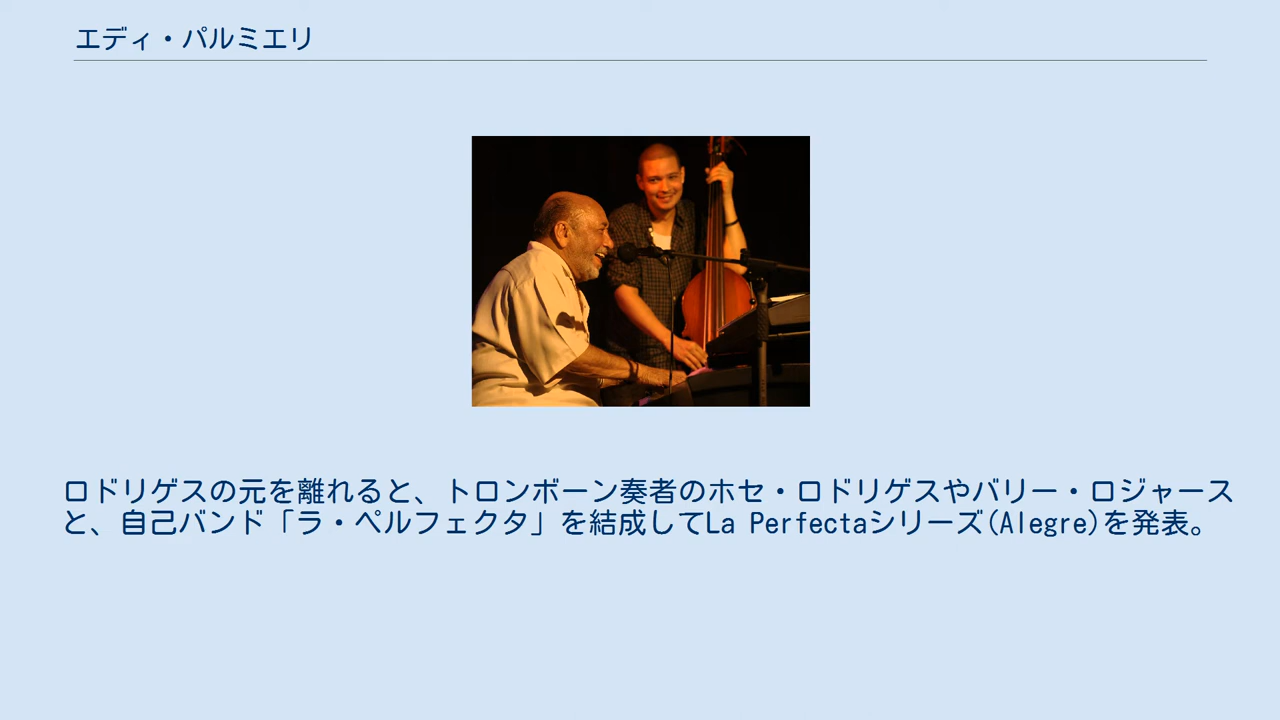 エディ・パルミエリ
ロドリゲスの元を離れると、トロンボーン奏者のホセ・ロドリゲスやバリー・ロジャース
と、自己バンド「ラ・ペルフェクタ」を結成してLa Perfectaシリーズ(Alegre)を発表。